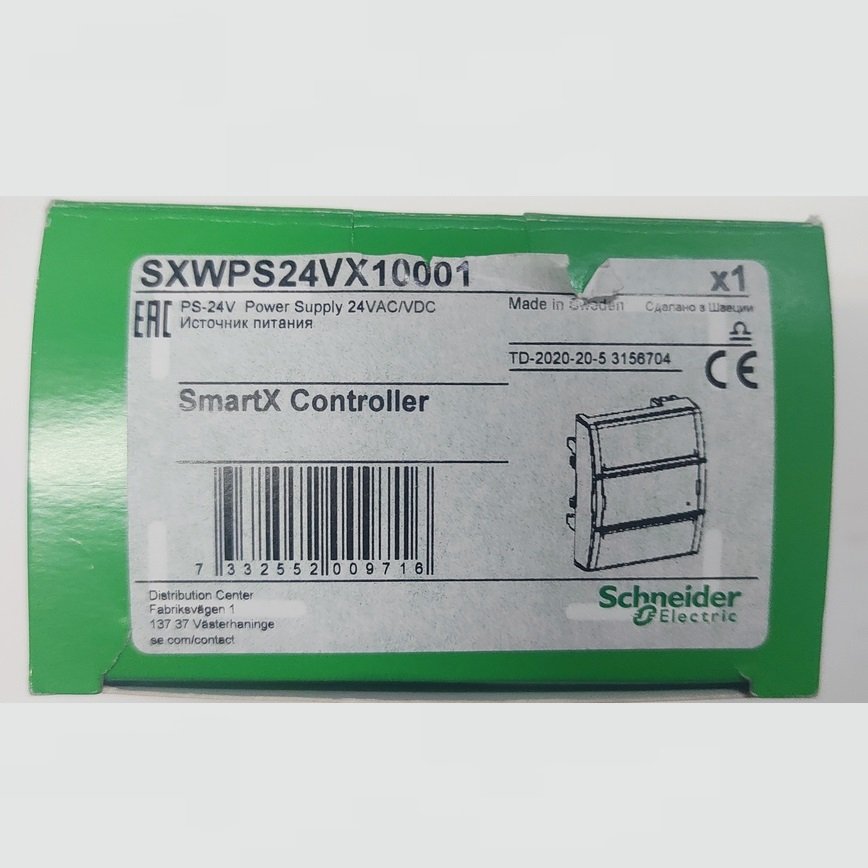 SXWPS24VX10001
x1
EAC
PS-24V Power Supply 24VAC/VDC
Источник питания
Made in Sweden
Сделано в Швеции
TD-2020-20-5 3156704
CE
SmartX Controller
7 332552 009716
Distribution Center
Fabriksvägen 1
137 37 Västerhaninge
se.com/contact
Schneider
Electric